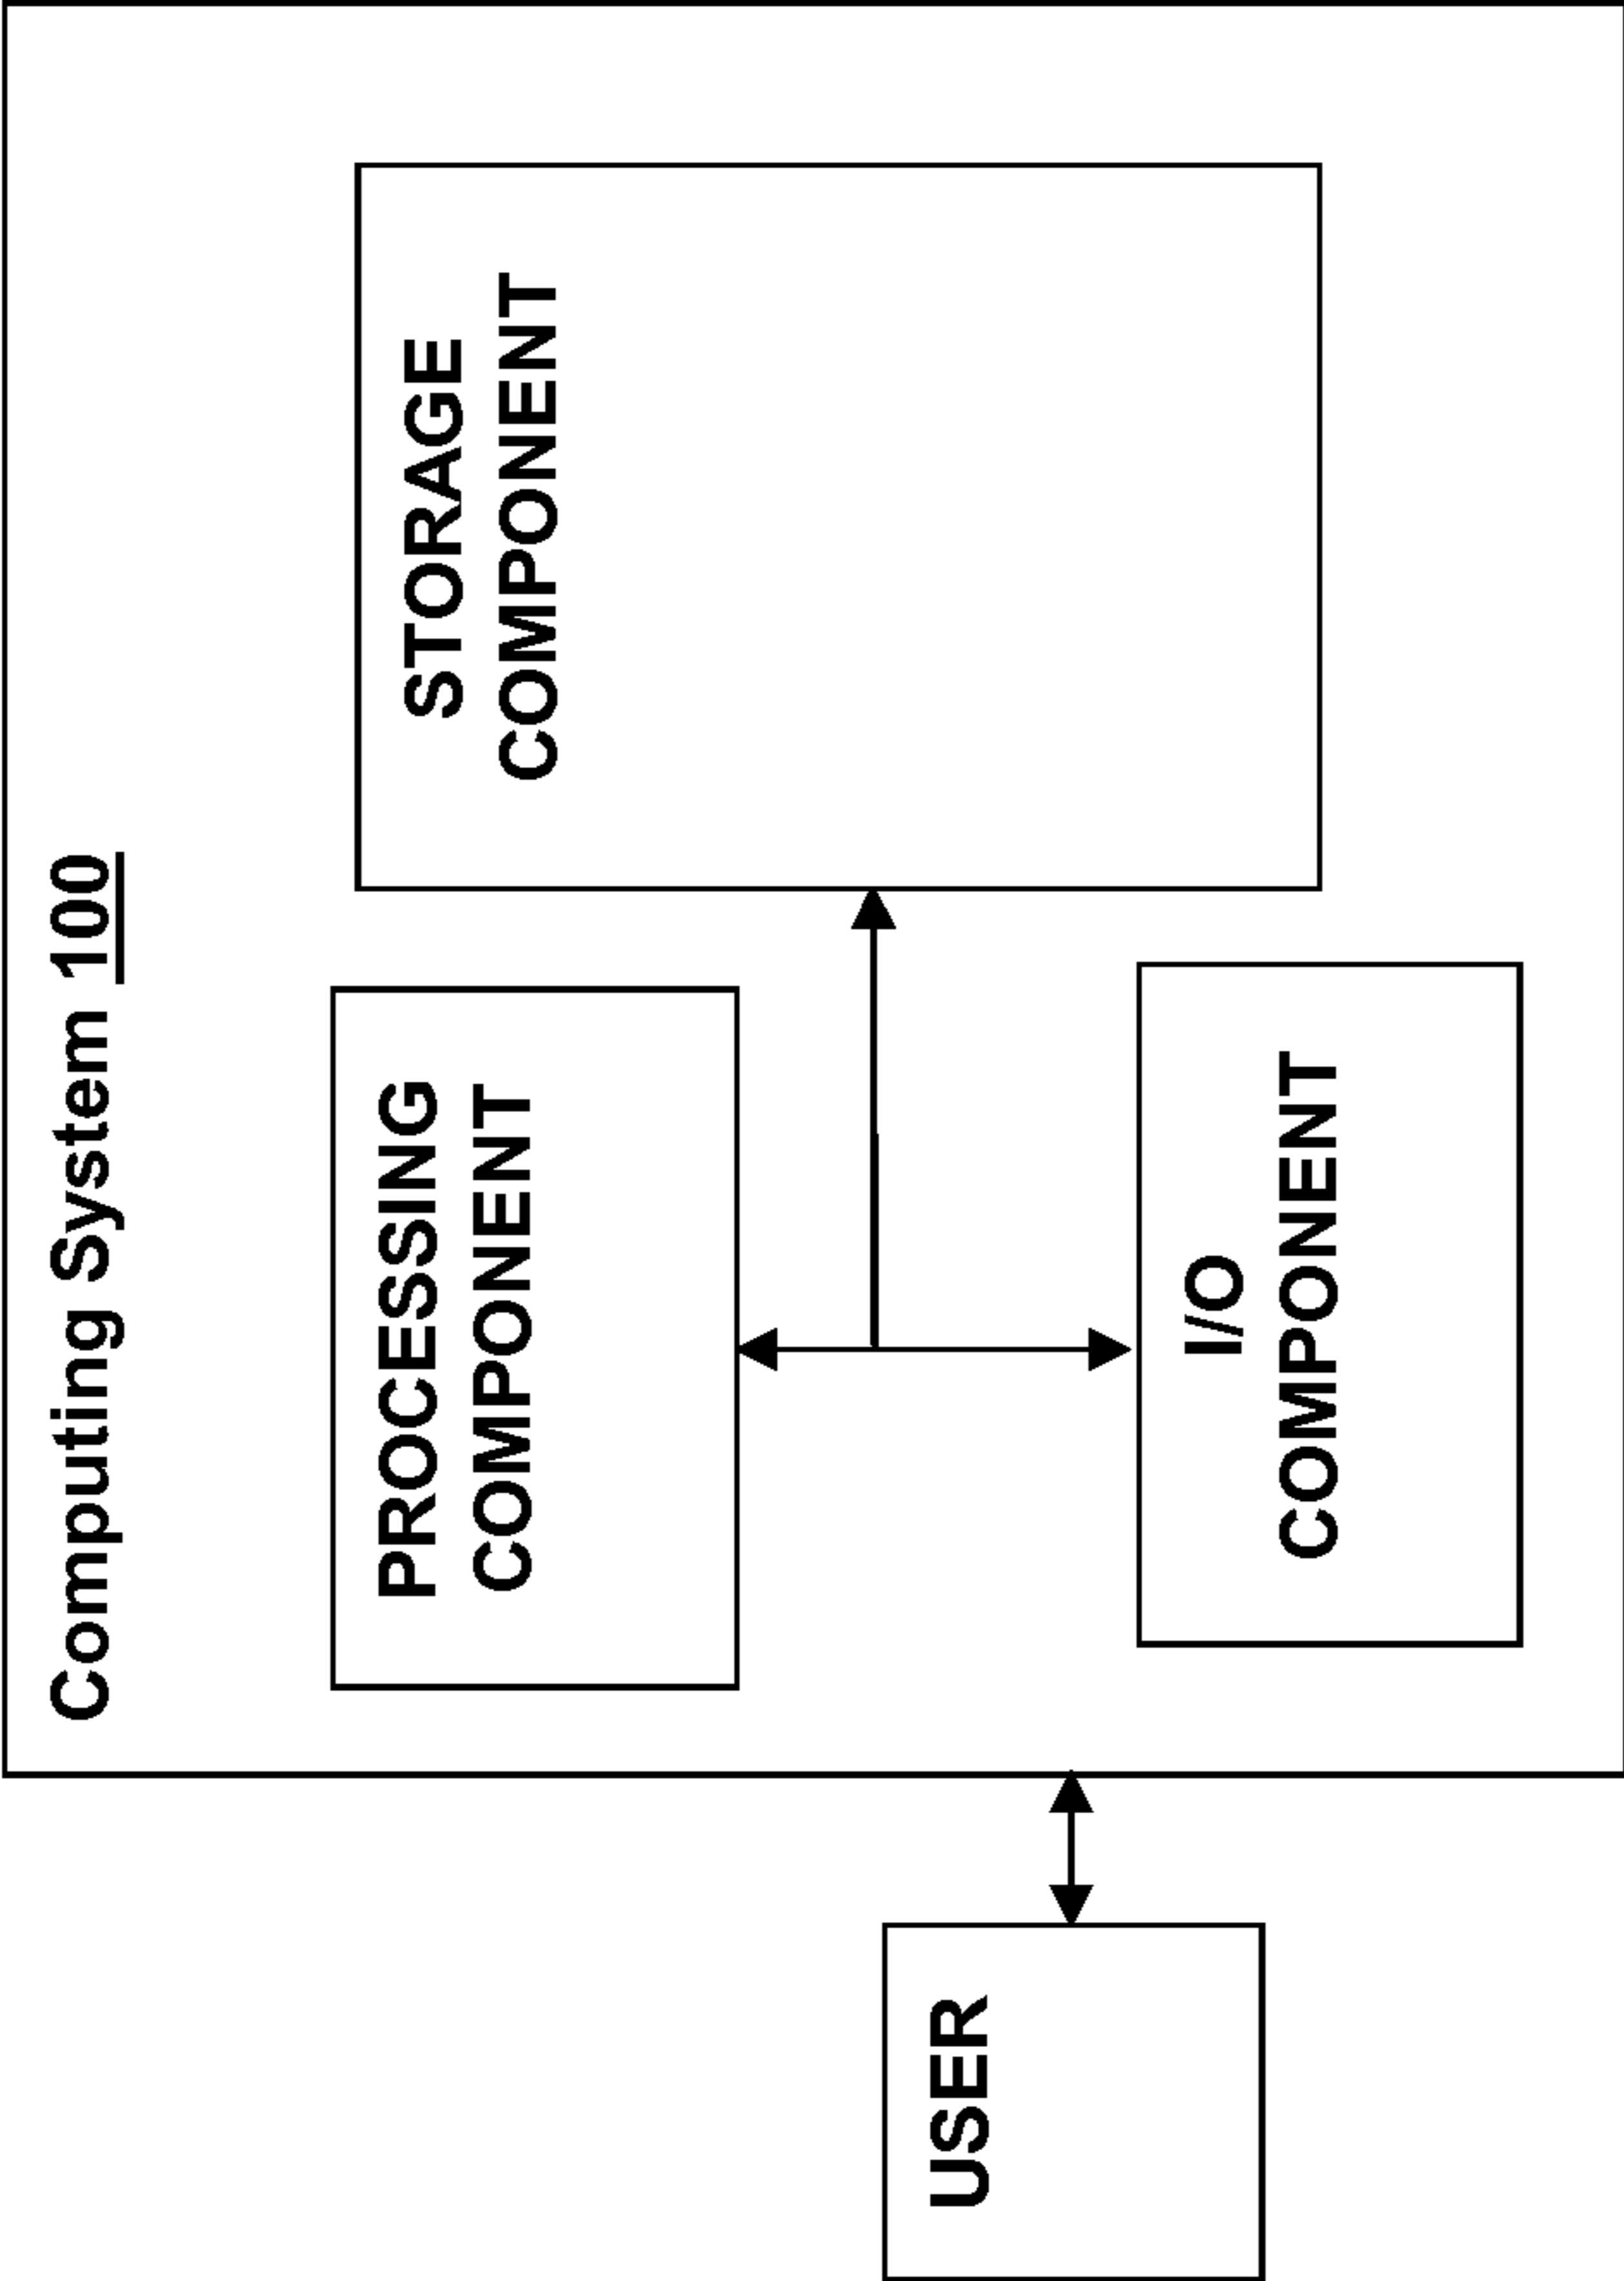 Computing System 100
PROCESSING
COMPONENT
STORAGE
COMPONENT
I/O
COMPONENT
USER